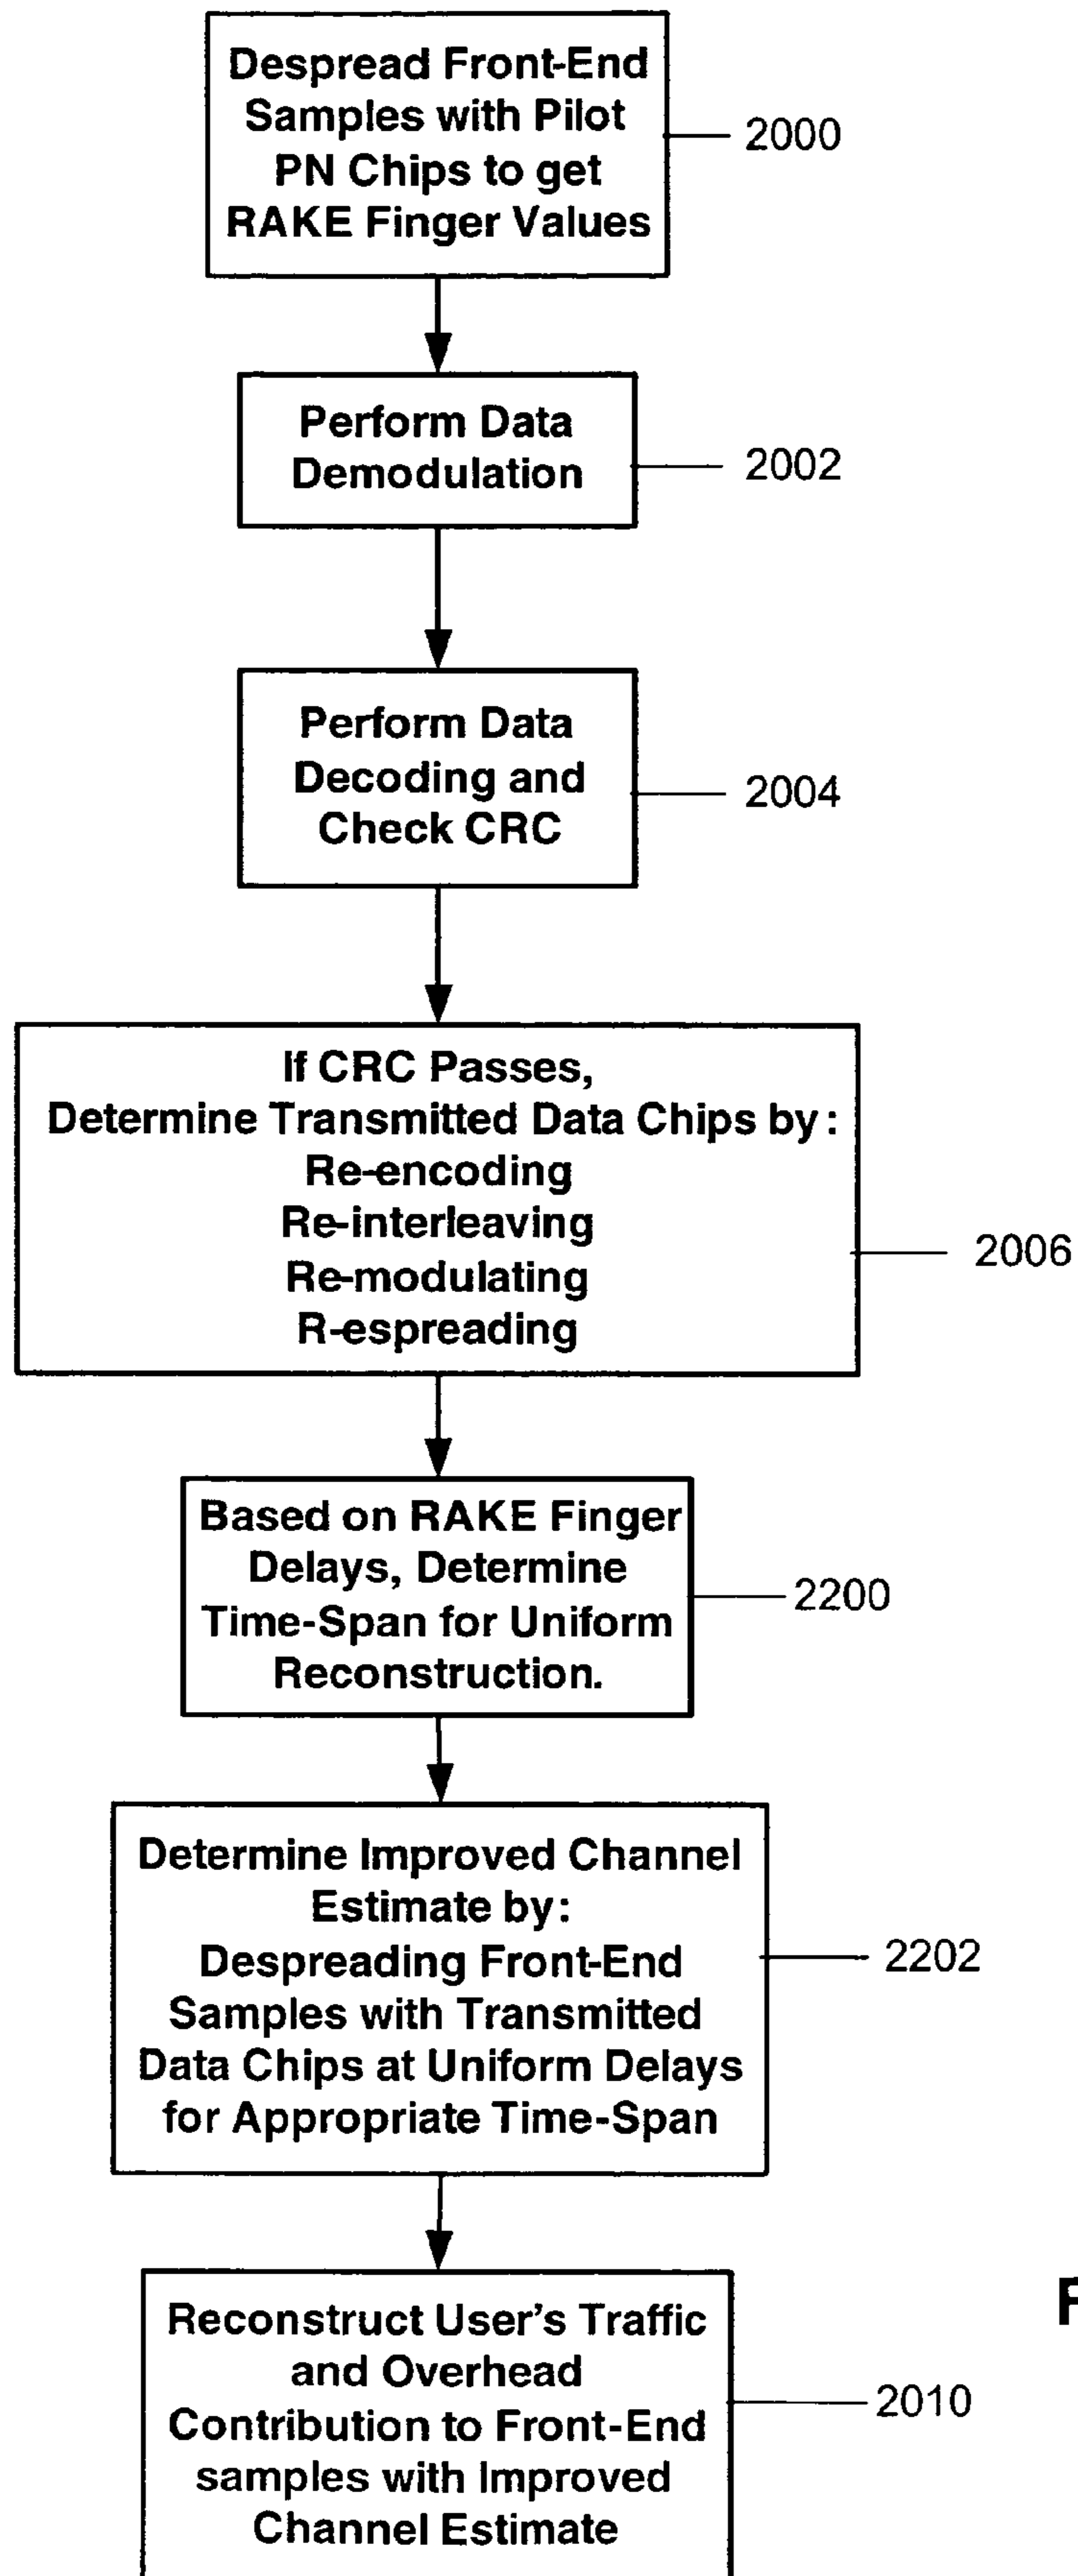 Despread Front-End
Samples with Pilot
PN Chips to get
RAKE Finger Values
2000
Perform Data
Demodulation
2002
Perform Data
Decoding and
Check CRC
2004
If CRC Passes,
Determine Transmitted Data Chips by:
Re-encoding
Re-interleaving
Re-modulating
R-espreading
2006
Based on RAKE Finger
Delays, Determine
Time-Span for Uniform
Reconstruction.
2200
Determine Improved Channel
Estimate by:
Despreading Front-End
Samples with Transmitted
Data Chips at Uniform Delays
for Appropriate Time-Span
2202
Reconstruct User's Traffic
and Overhead
Contribution to Front-End
samples with Improved
Channel Estimate
2010